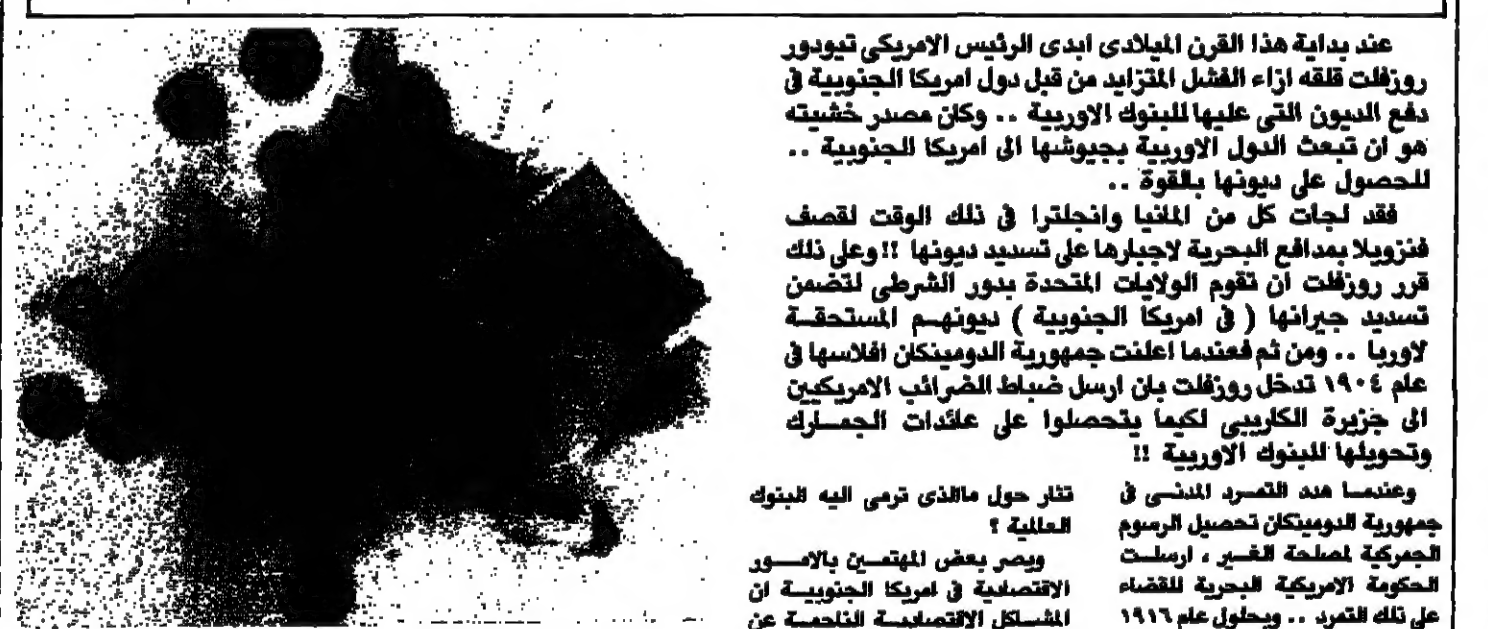 عند بداية هذا القرن الميلادى ابدى الرئيس الامريكى تيودور
روزفلت قلقه ازاء الفشل المتزايد من قبل دول امريكا الجنوبية فى
دفع الديون التى عليها للبنوك الاوربية .. وكان مصدر خشيته
هو ان تبعث الدول الاوربية بجيوشها الى امريكا الجنوبية ..
للحصول على ديونها بالقوة ..
فقد لجات كل من المانيا وانجلترا فى ذلك الوقت لقصف
فنزويلا بمدافع البحرية لاجبارها على تسديد ديونها !! وعلى ذلك
قرر روزفلت ان تقوم الولايات المتحدة بدور الشرطى لتضمن
تسديد جيرانها ( فى امريكا الجنوبية ) ديونهم المستحقة
لاوربا .. ومن ثم فعندما اعلنت جمهورية الدومينكان افلاسها فى
عام ١٩٠٤ تدخل روزفلت بان ارسل ضباط الضرائب الامريكيين
الى جزيرة الكاريبى لكيما يتحصلوا على عائدات الجمارك
وتحويلها للبنوك الاوربية !!
وعندما هدد التمرد المدنى فى
جمهورية الدومينكان تحصيل الرسوم
الجمركية لمصلحة الغير ، ارسلت
الحكومة الامريكية البحرية للقضاء
على ذلك التمرد .. وبحلول عام ١٩١٦
تثار حول ماالذى ترمى اليه البنوك
العالمية ؟
ويصر بعض المهتمين بالامور
الاقتصادية فى امريكا الجنوبية ان
المشاكل الاقتصادية الناجمة عن